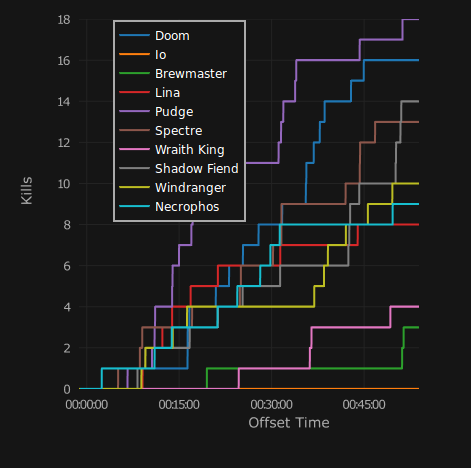 18
16
14
12
10
8
6
4
2
0
Kills
Doom
Io
Brewmaster
Lina
Pudge
Spectre
Wraith King
Shadow Fiend
Windranger
Necrophos
00:00:00 00:15:00 00:30:00 00:45:00
Offset Time